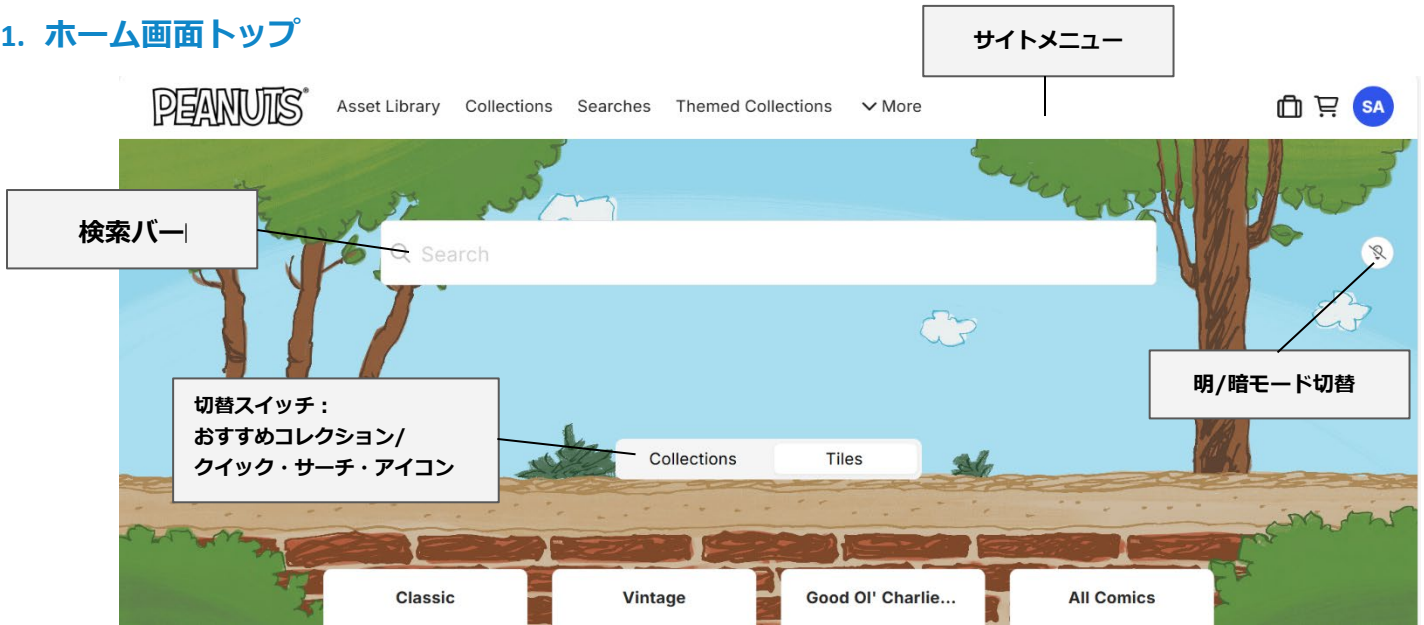 1. ホーム画面トップ
サイトメニュー
PEANUTS®
Asset Library Collections Searches Themed Collections More
SA
検索バー
Search
明/暗モード切替
切替スイッチ：
おすすめコレクション/
クイック・サーチ・アイコン
Collections Tiles
Classic Vintage Good Ol' Charlie... All Comics